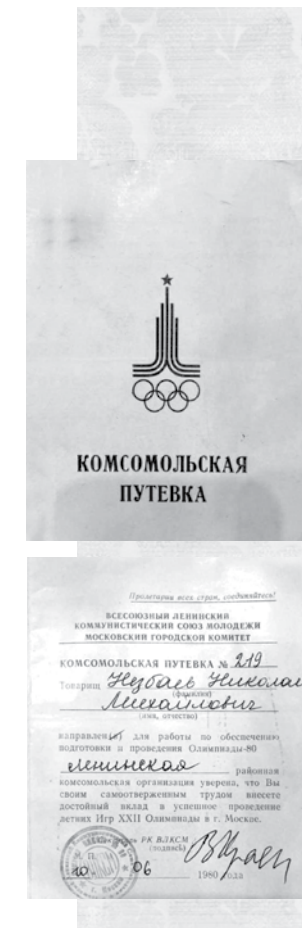 КОМСОМОЛЬСКАЯ
ПУТЕВКА
Пролетарии всех стран, соединяйтесь!
ВСЕСОЮЗНЫЙ ЛЕНИНСКИЙ
КОММУНИСТИЧЕСКИЙ СОЮЗ МОЛОДЕЖИ
МОСКОВСКИЙ ГОРОДСКОЙ КОМИТЕТ
КОМСОМОЛЬСКАЯ ПУТЕВКА № 219
Товарищ Николай
(фамилия)
Михайлович
(имя, отчество)
направлен(а) для работы по обеспечению
подготовки и проведения Олимпиады-80
Ленинская районная
комсомольская организация уверена, что Вы
своим самоотверженным трудом внесете
достойный вклад в успешное проведение
летних Игр XXII Олимпиады в г. Москве.
РК ВЛКСМ
(подпись)
М. П.
10 06 1980 года